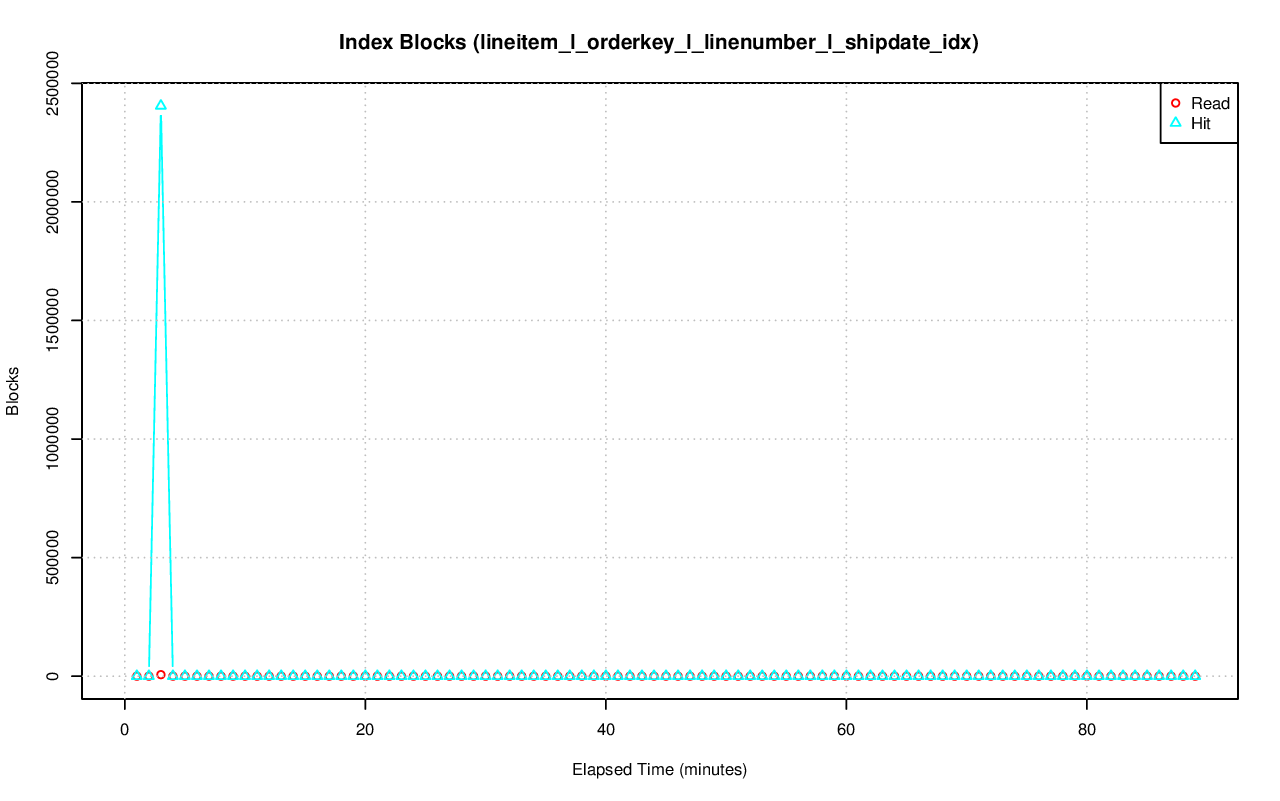 Index Blocks (lineitem_l_orderkey_l_linenumber_l_shipdate_idx)
Read
Hit
Blocks
2500000
2000000
1500000
1000000
500000
0
0 20 40 60 80
Elapsed Time (minutes)